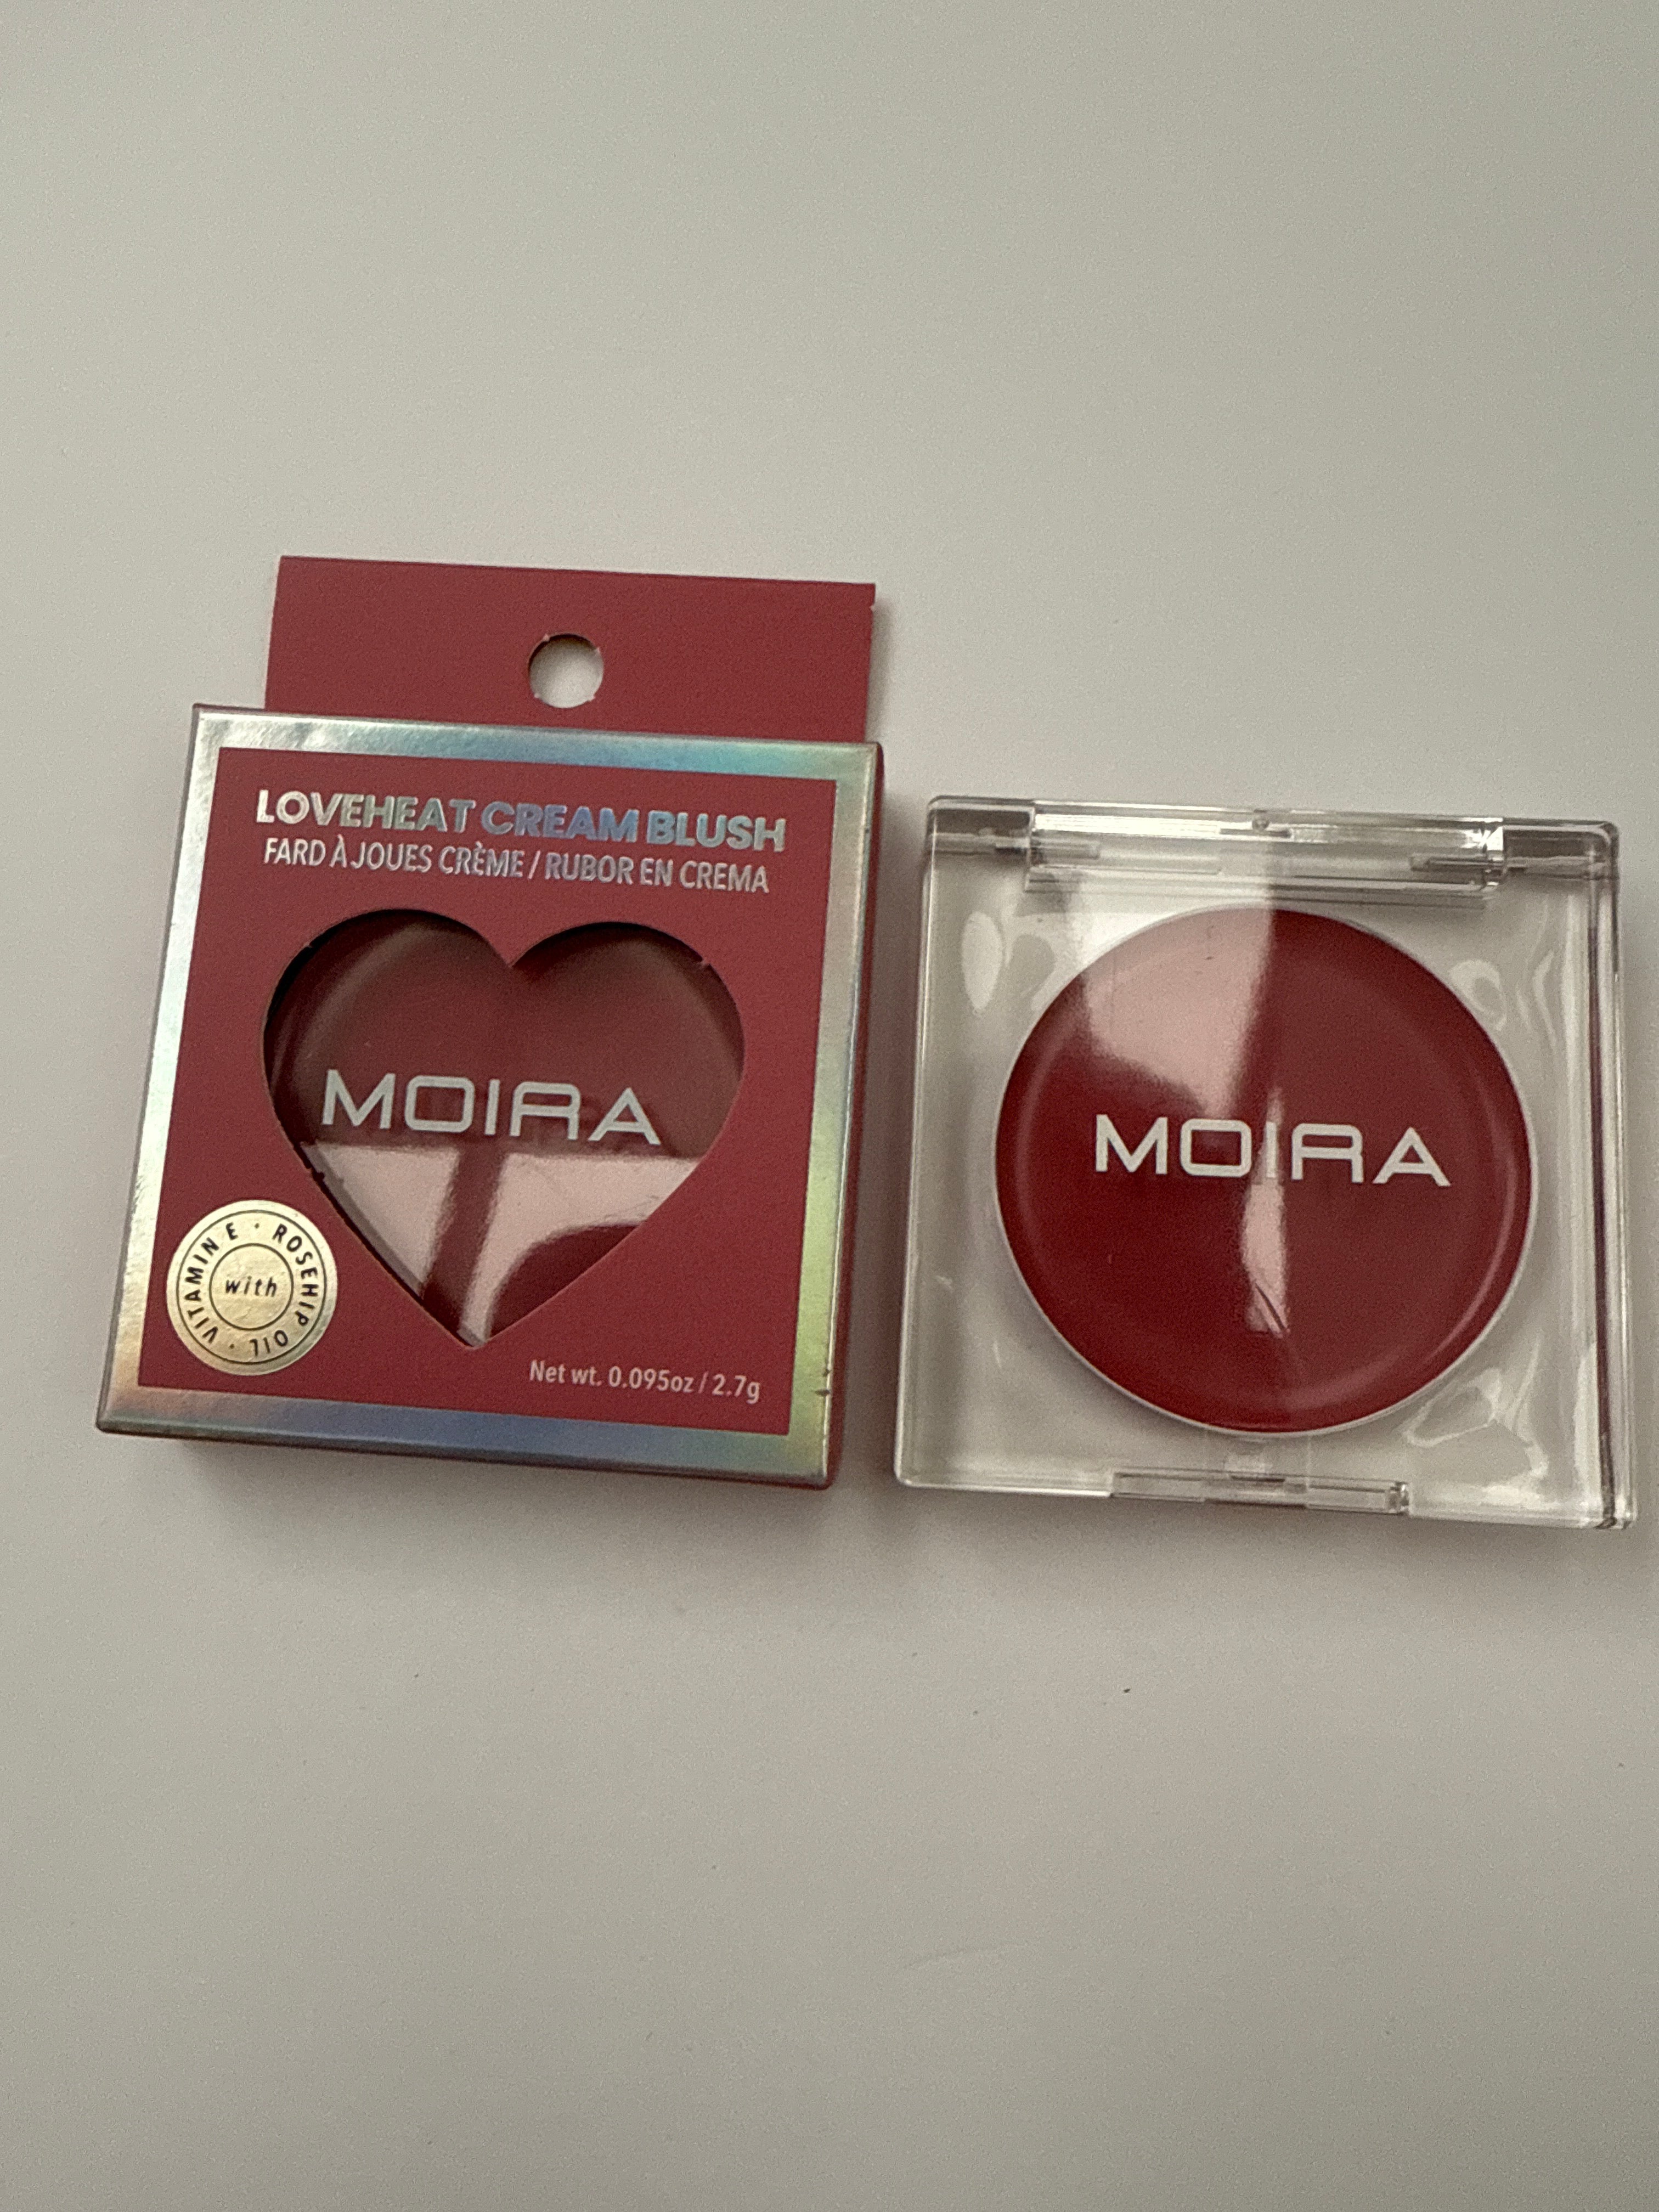 LOVEHEAT CREAM BLUSH
FARD À JOUES CRÈME / RUBOR EN CREMA
MOIRA
VITAMIN E · ROSEHIP OIL ·
with
Net wt. 0.095oz / 2.7g
MOIRA